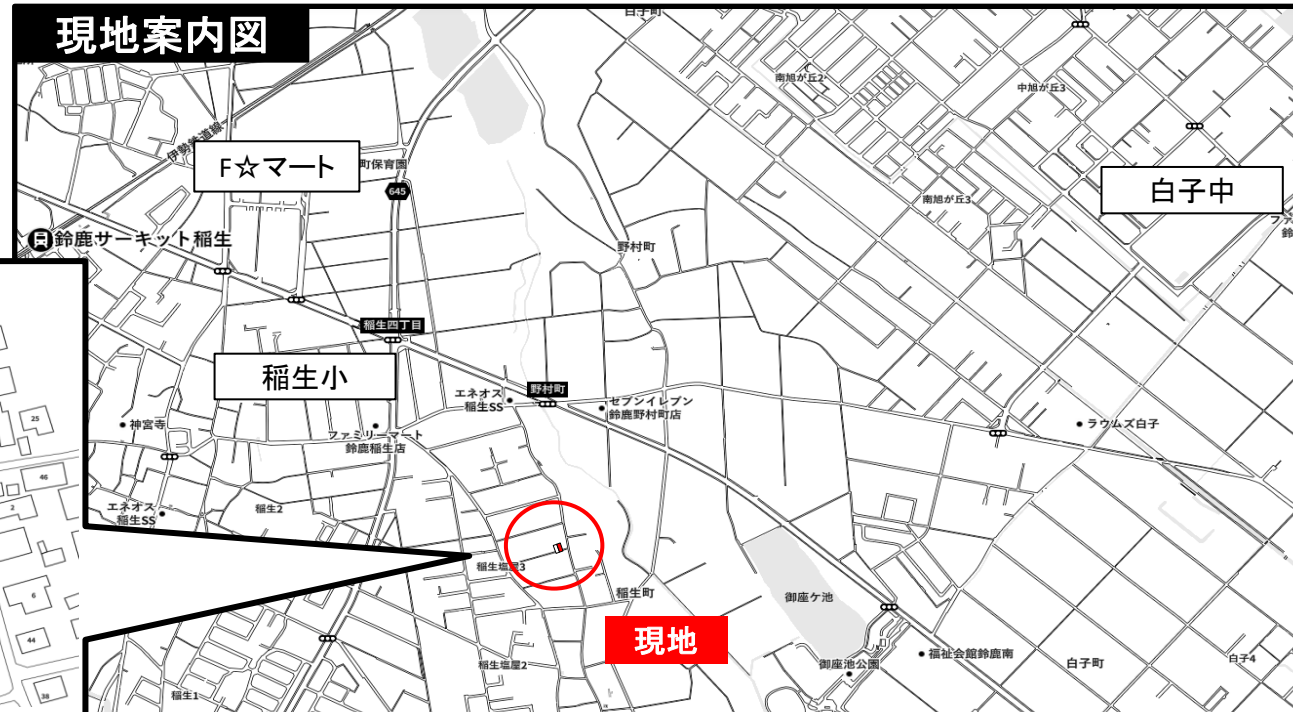 現地案内図
白子町
南旭が丘2
中旭が丘3
伊勢鉄道線
F☆マート
町保育園
645
白子中
南旭が丘3
ファ
鈴
鈴鹿サーキット稲生
野村町
稲生四丁目
稲生小
エネオス
稲生SS
野村町
セブンイレブン
鈴鹿野村町店
神宮寺
ファミリーマート
鈴鹿稲生店
ラウムズ白子
25
46
2
エネオス
稲生SS
稲生2
稲生塩屋3
稲生町
御座ケ池
6
44
38
現地
稲生塩屋2
御座池公園
福祉会館鈴鹿南
白子町
白子4
稲生1